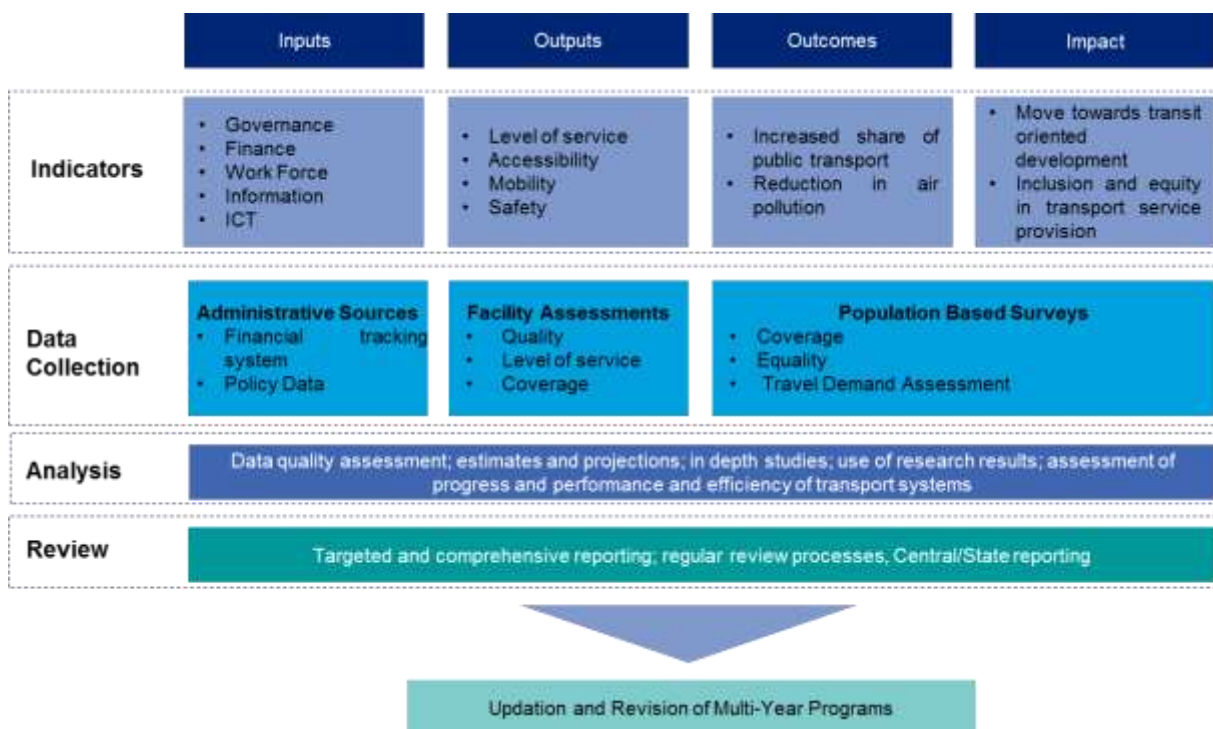 Inputs
Outputs
Outcomes
Impact
Indicators
• Governance
• Finance
• Work Force
• Information
• ICT
• Level of service
• Accessibility
• Mobility
• Safety
• Increased share of
public transport
• Reduction in air
pollution
• Move towards transit
oriented
development
• Inclusion and equity
in transport service
provision
Data
Collection
Administrative Sources
• Financial tracking
system
• Policy Data
Facility Assessments
• Quality
• Level of service
• Coverage
Population Based Surveys
• Coverage
• Equality
• Travel Demand Assessment
Analysis
Data quality assessment; estimates and projections; in depth studies; use of research results; assessment of
progress and performance and efficiency of transport systems
Review
Targeted and comprehensive reporting; regular review processes, Central/State reporting
Updation and Revision of Multi-Year Programs